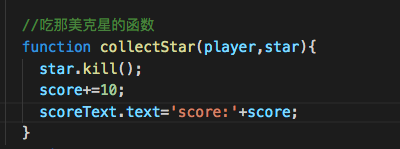 //吃那美克星的函数
function collectStar(player,star){
star.kill();
score+=10;
scoreText.text='score:'+score;
}